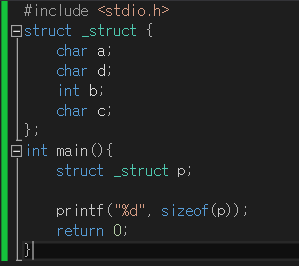 #include <stdio.h>
struct _struct {
    char a;
    char d;
    int b;
    char c;
};
int main(){
    struct _struct p;

    printf("%d", sizeof(p));
    return 0;
}